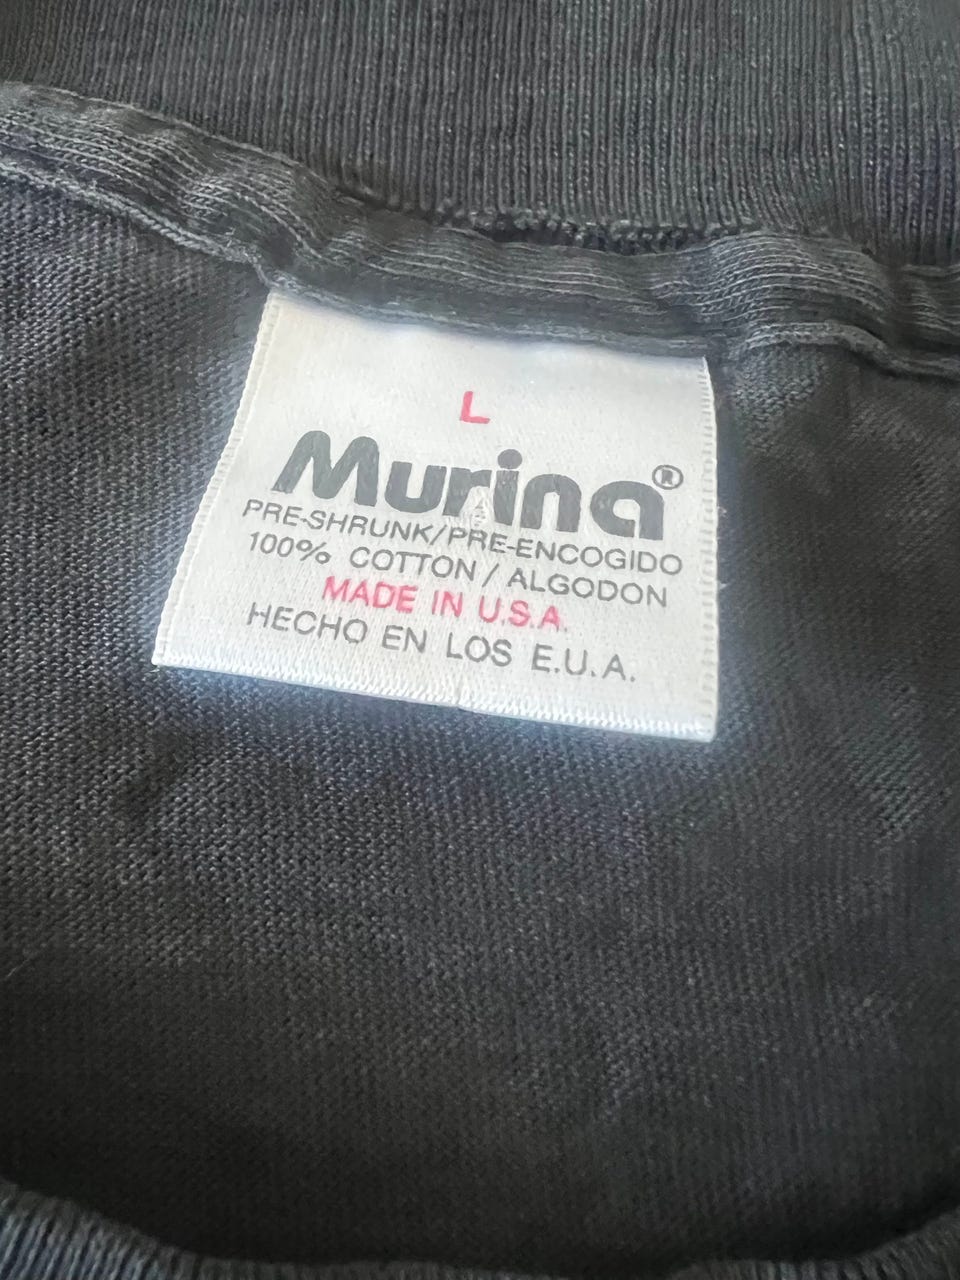 L
Murina®
PRE-SHRUNK/PRE-ENCOGIDO
100% COTTON / ALGODON
MADE IN U.S.A.
HECHO EN LOS E.U.A.